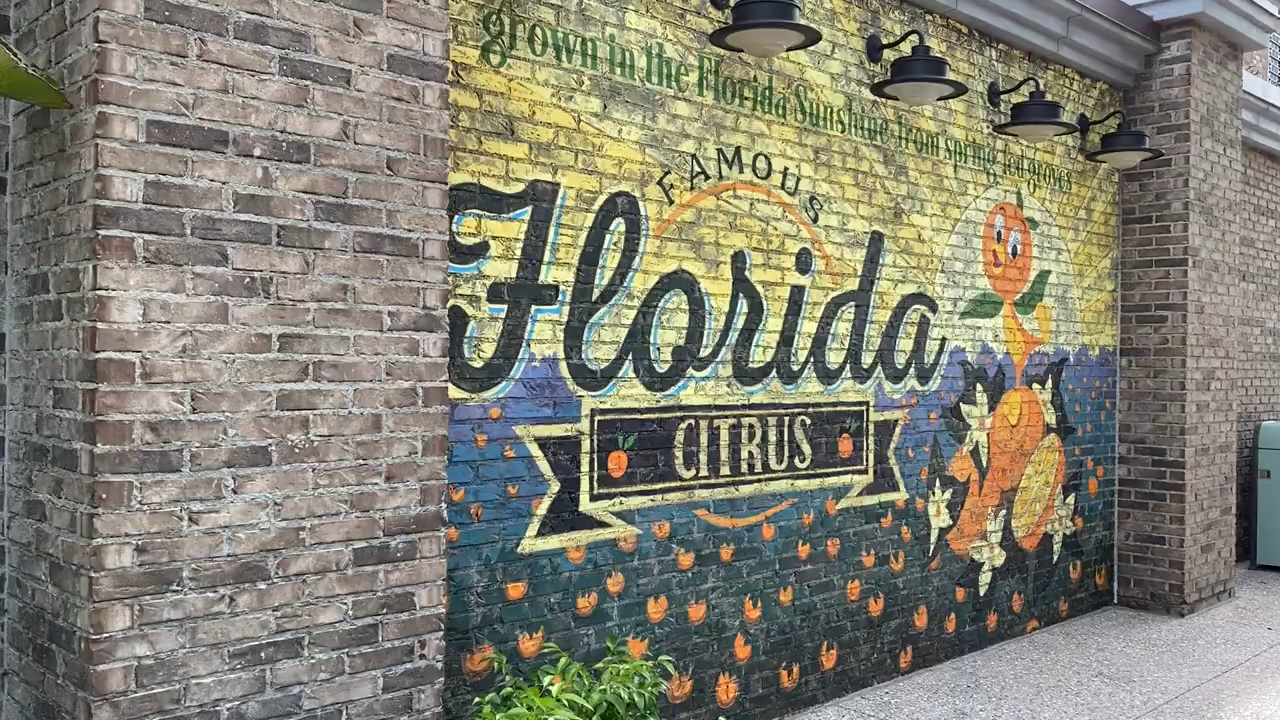 grown in the Florida Sunshine from spring fed groves
FAMOUS
Florida
CITRUS